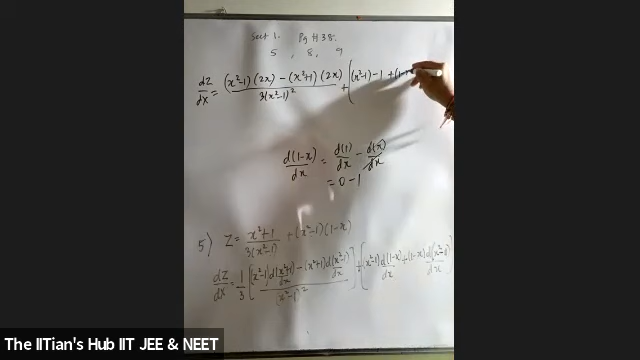 Sect 1. Pg # 38.
5 , 8 , 9
dz/dx = (x²-1)(2x) - (x²+1)(2x) / 3(x²-1)² + (x²-1) - 1 + (1-
d(1-x)/dx = d(1)/dx - d(x)/dx
= 0 - 1
5) Z = x²+1 / 3(x²-1) + (x²-1)(1-x)
dz/dx = 1/3 [(x²-1) d(x²+1)/dx - (x²+1) d(x²-1)/dx / (x²-1)²] + [(x²-1) d(1-x)/dx + (1-x) d(x²-1)/dx]
The IITian's Hub IIT JEE & NEET